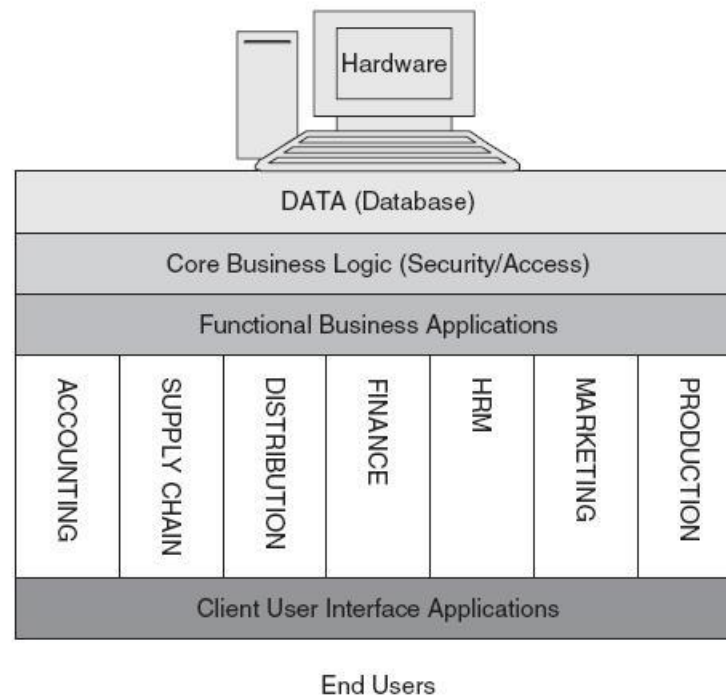 Hardware
DATA (Database)
Core Business Logic (Security/Access)
Functional Business Applications
ACCOUNTING
SUPPLY CHAIN
DISTRIBUTION
FINANCE
HRM
MARKETING
PRODUCTION
Client User Interface Applications
End Users